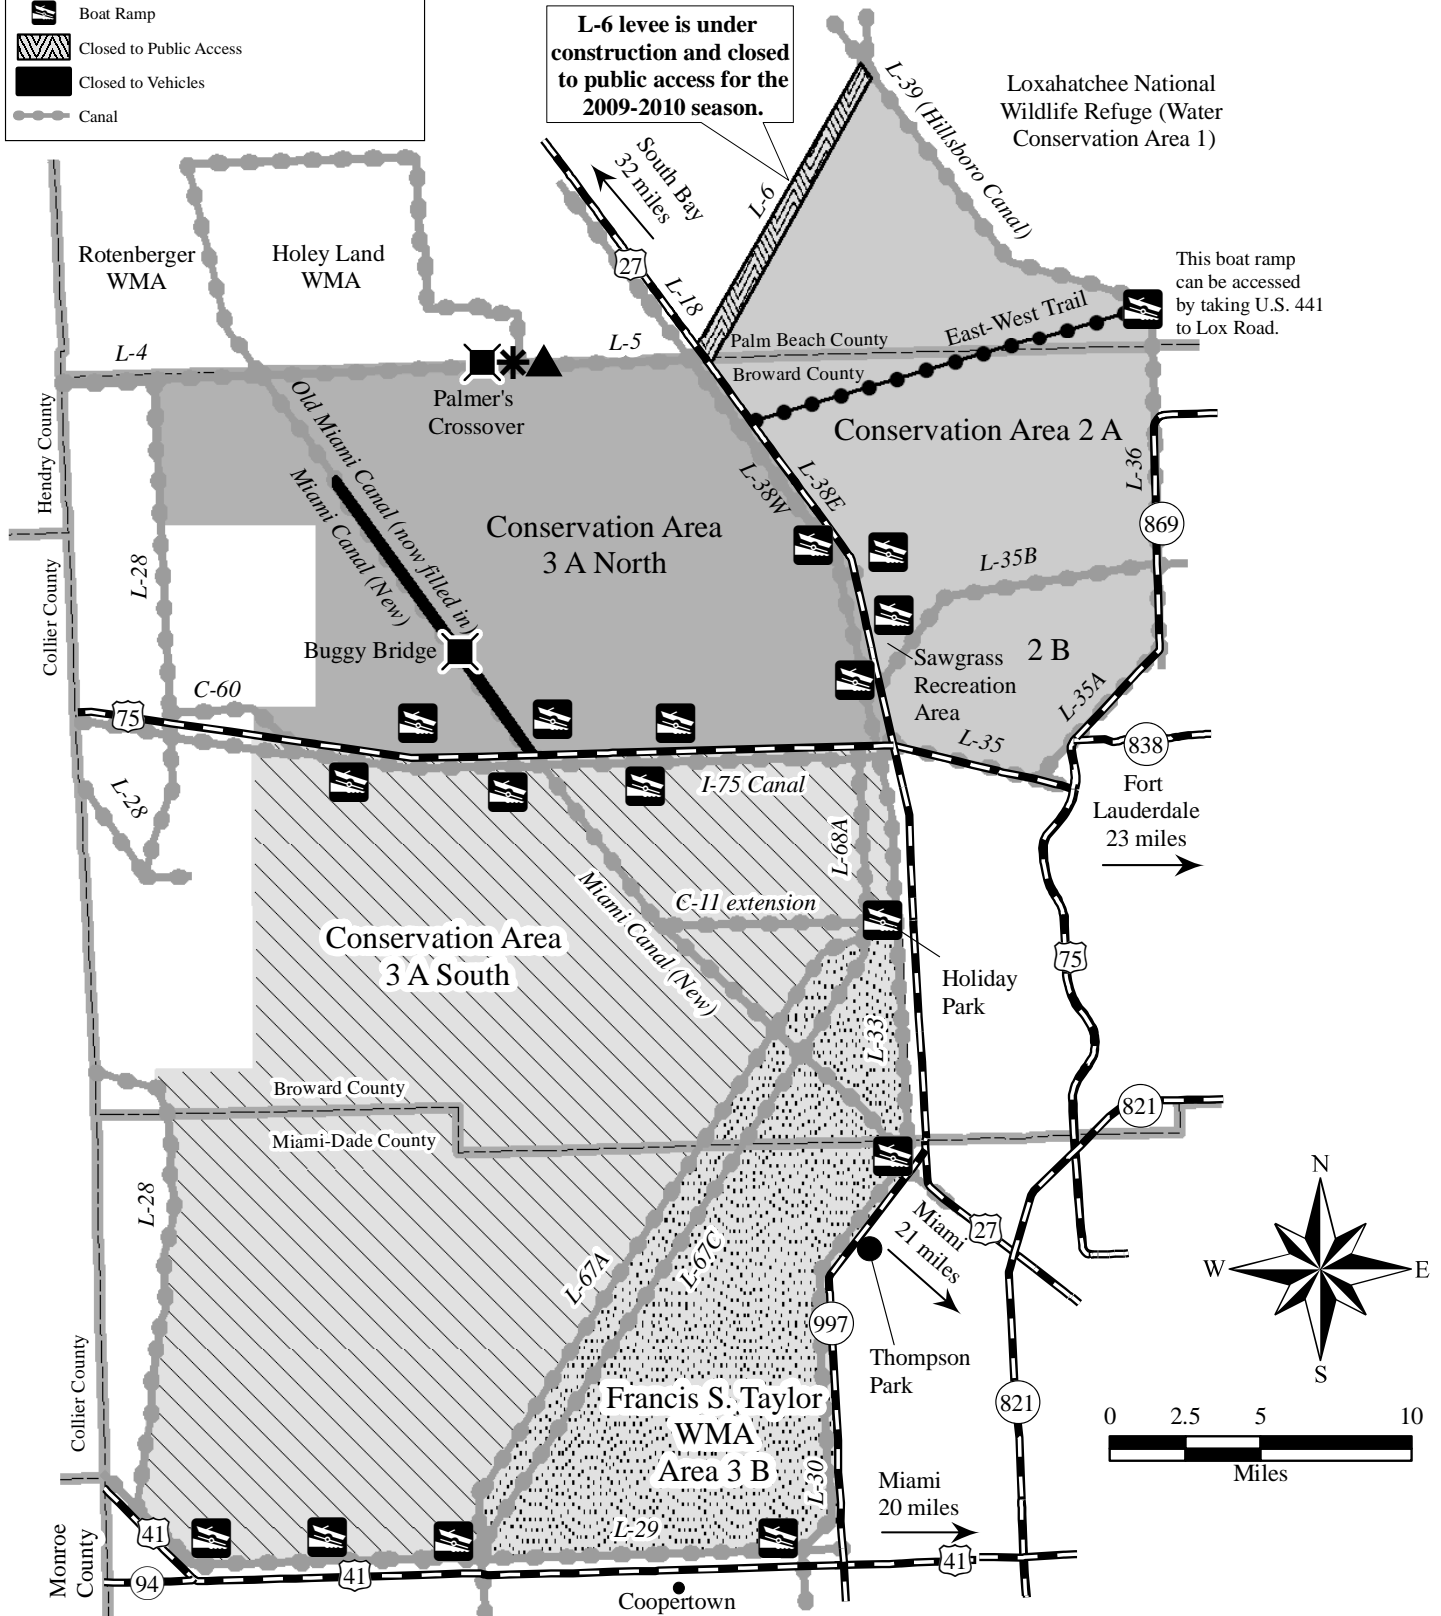 Boat Ramp
Closed to Public Access
Closed to Vehicles
Canal
L-6 levee is under
construction and closed
to public access for the
2009-2010 season.
Loxahatchee National
Wildlife Refuge (Water
Conservation Area 1)
L-39 (Hillsboro Canal)
South Bay
32 miles
27
L-18
L-6
Rotenberger
WMA
Holey Land
WMA
This boat ramp
can be accessed
by taking U.S. 441
to Lox Road.
East-West Trail
Palm Beach County
Broward County
L-4
L-5
Palmer's
Crossover
Hendry County
Collier County
Conservation Area 2 A
L-36
869
Old Miami Canal (now filled in)
Miami Canal (New)
L-38W
L-38E
Conservation Area
3 A North
L-28
L-35B
2 B
Buggy Bridge
Sawgrass
Recreation
Area
L-35A
L-35
C-60
75
838
Fort
Lauderdale
23 miles
L-28
I-75 Canal
L-68A
C-11 extension
Miami Canal (New)
Conservation Area
3 A South
Holiday
Park
75
L-33
Broward County
Miami-Dade County
821
L-28
L-67A
L-67C
Miami
21 miles
27
N
W
E
S
997
Thompson
Park
821
Francis S. Taylor
WMA
Area 3 B
0 2.5 5 10
Miles
Collier County
L-30
Miami
20 miles
L-29
41
Monroe
County
94
41
41
Coopertown